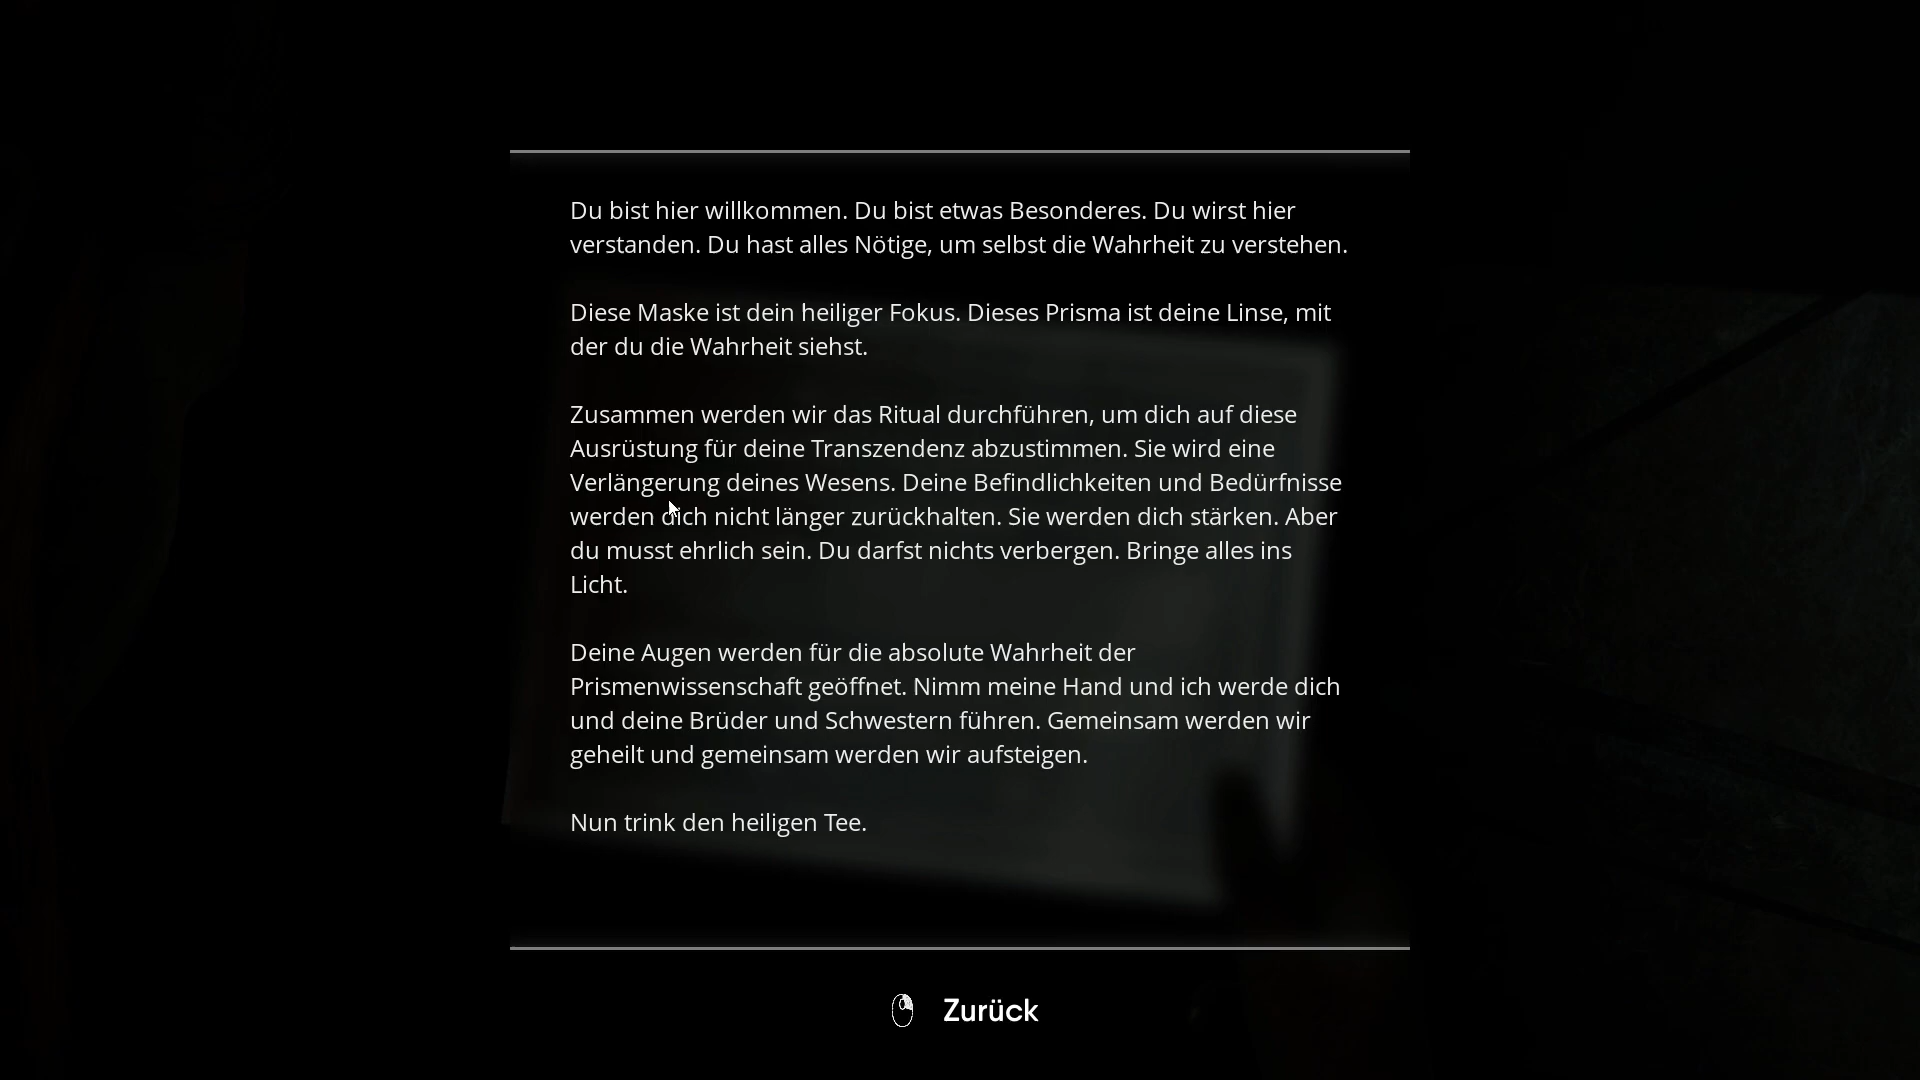 Du bist hier willkommen. Du bist etwas Besonderes. Du wirst hier
verstanden. Du hast alles Nötige, um selbst die Wahrheit zu verstehen.
Diese Maske ist dein heiliger Fokus. Dieses Prisma ist deine Linse, mit
der du die Wahrheit siehst.
Zusammen werden wir das Ritual durchführen, um dich auf diese
Ausrüstung für deine Transzendenz abzustimmen. Sie wird eine
Verlängerung deines Wesens. Deine Befindlichkeiten und Bedürfnisse
werden dich nicht länger zurückhalten. Sie werden dich stärken. Aber
du musst ehrlich sein. Du darfst nichts verbergen. Bringe alles ins
Licht.
Deine Augen werden für die absolute Wahrheit der
Prismenwissenschaft geöffnet. Nimm meine Hand und ich werde dich
und deine Brüder und Schwestern führen. Gemeinsam werden wir
geheilt und gemeinsam werden wir aufsteigen.
Nun trink den heiligen Tee.
Zurück